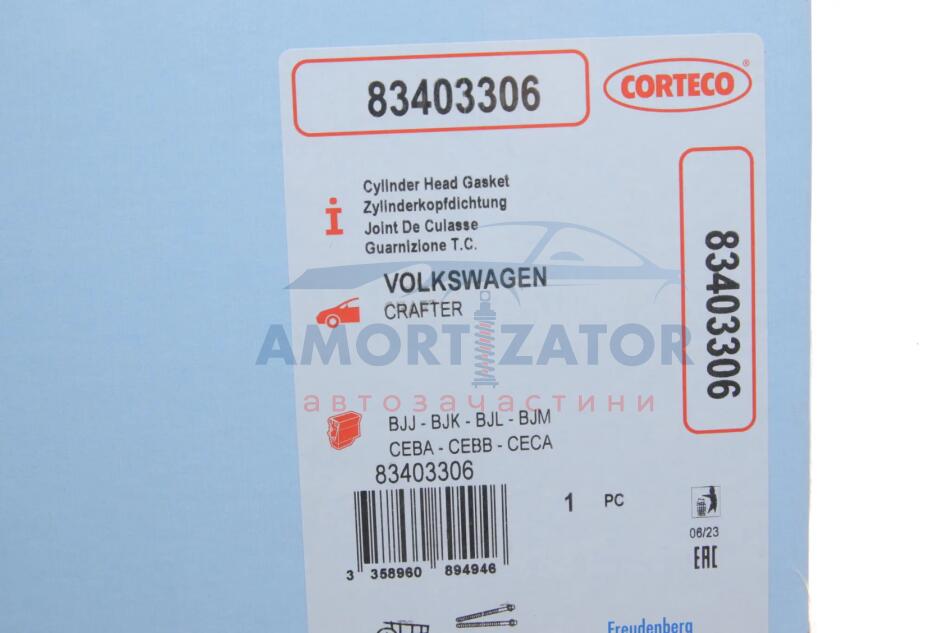 83403306
CORTECO®
Cylinder Head Gasket
Zylinderkopfdichtung
Joint De Culasse
Guarnizione T.C.
VOLKSWAGEN
CRAFTER
83403306
AMORTIZATOR
автозачастини
BJJ - BJK - BJL - BJM
CEBA - CEBB - CECA
83403306
3 358960 894946
1 PC
06/23
EAC
Freudenberg